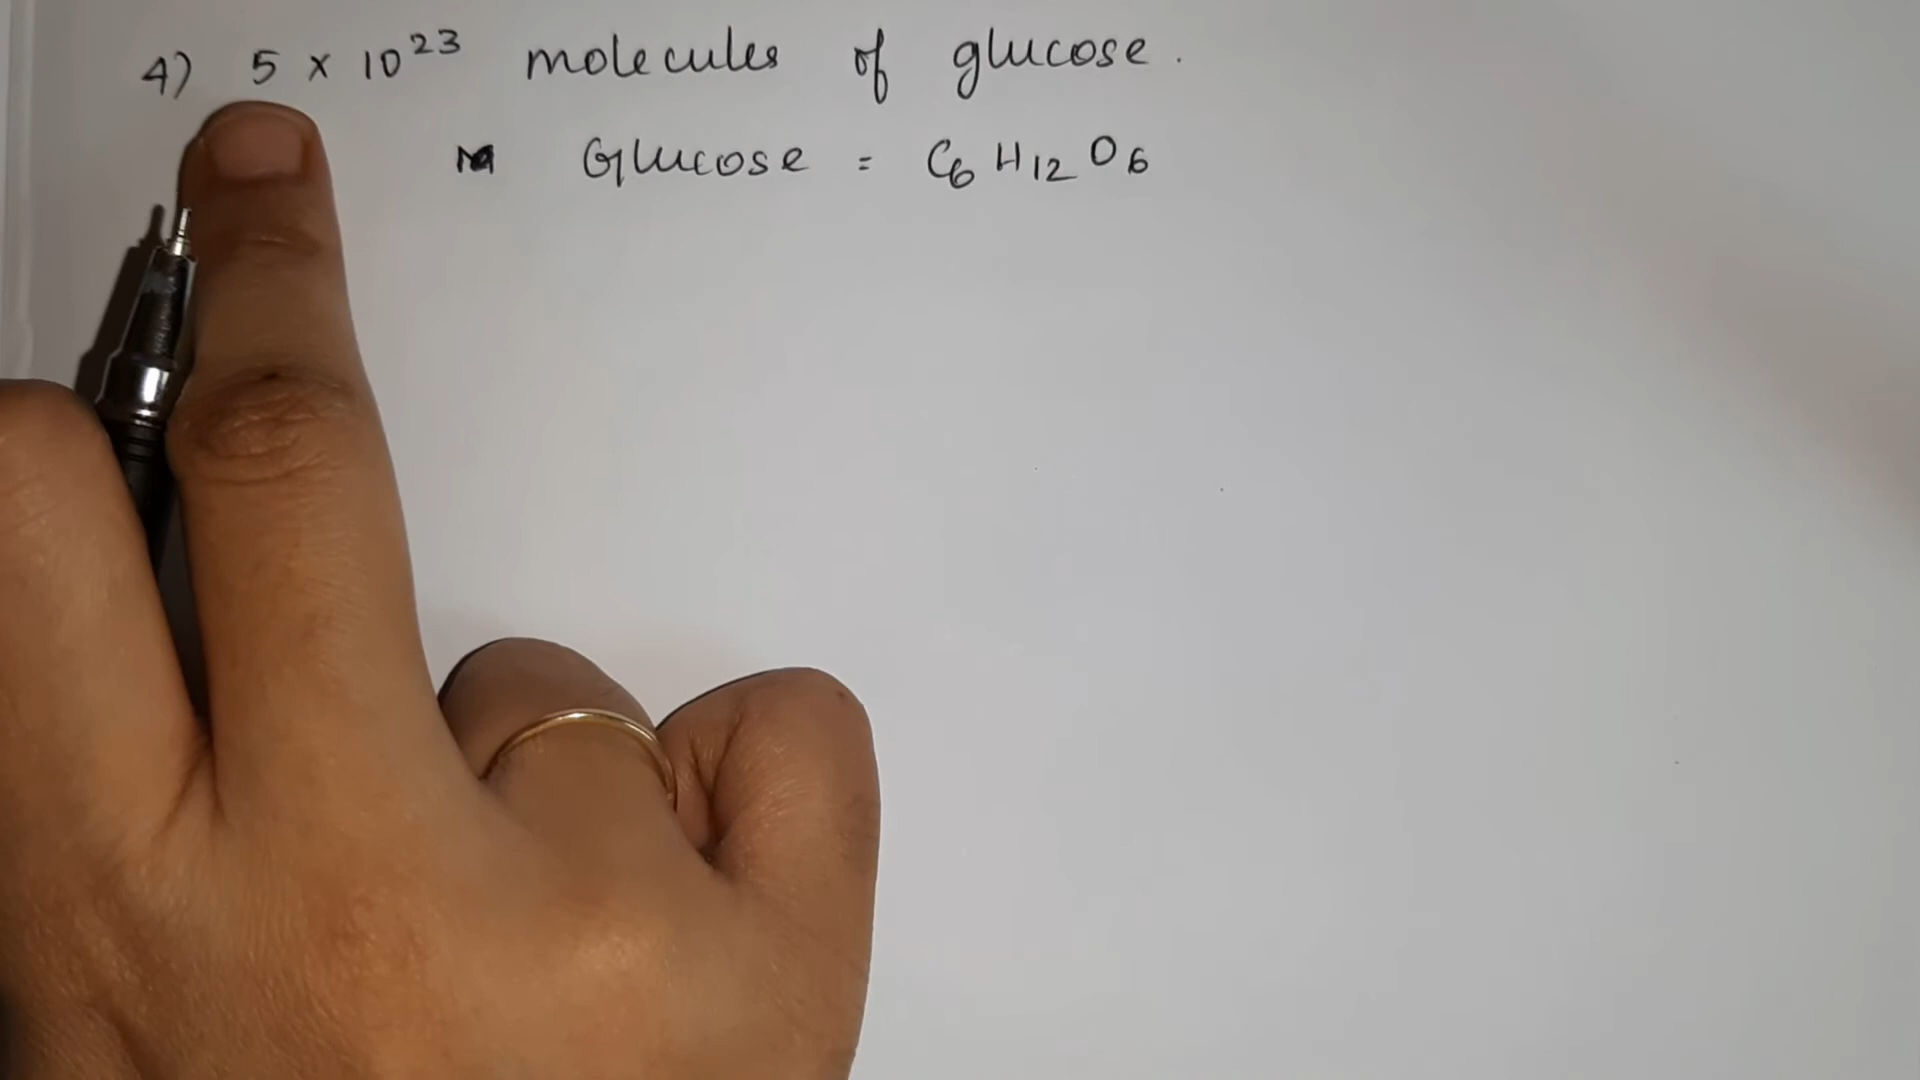 4) 5 × 10²³ molecules of glucose.
Glucose = C₆H₁₂O₆